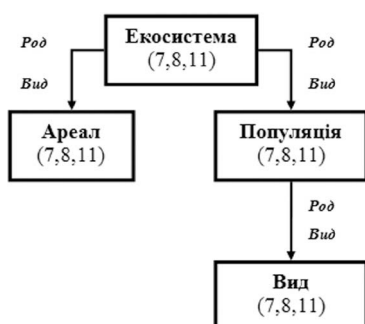 Екосистема
(7,8,11)
Род
Вид
Род
Вид
Ареал
(7,8,11)
Популяція
(7,8,11)
Род
Вид
Вид
(7,8,11)